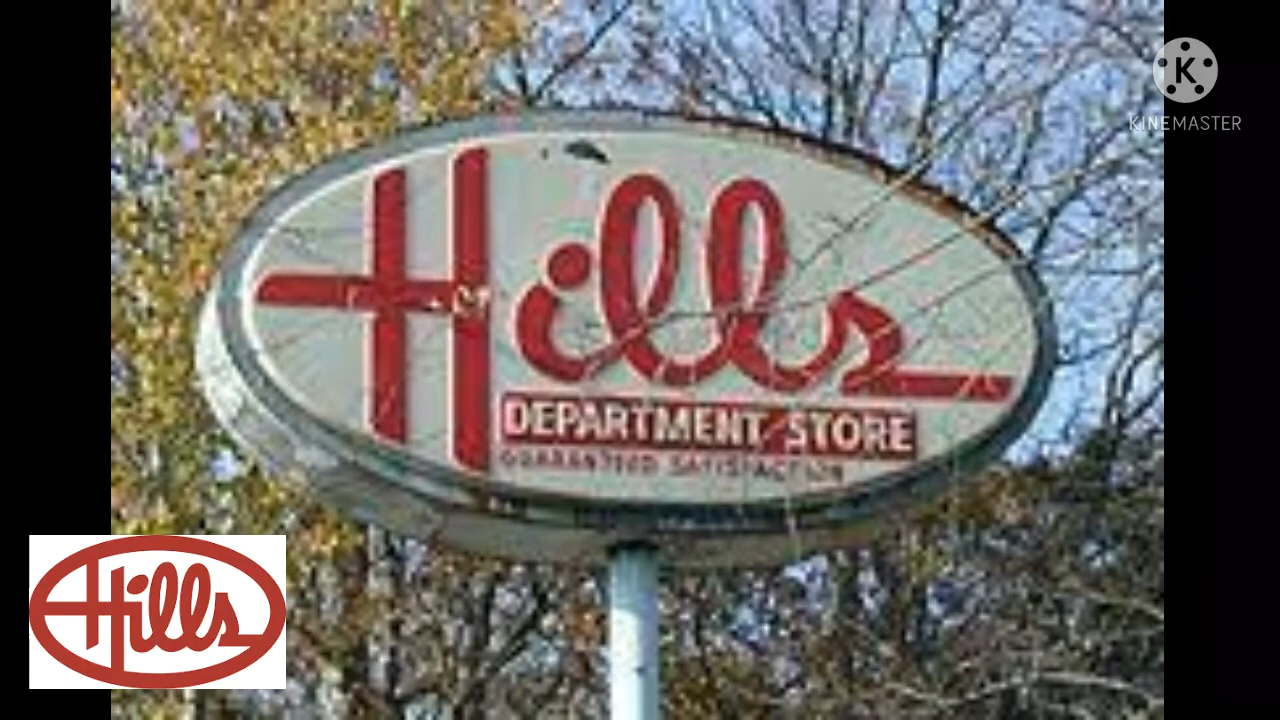 K
KINEMASTER
Hills
DEPARTMENT STORE
GUARANTEED SATISFACTION
Hills